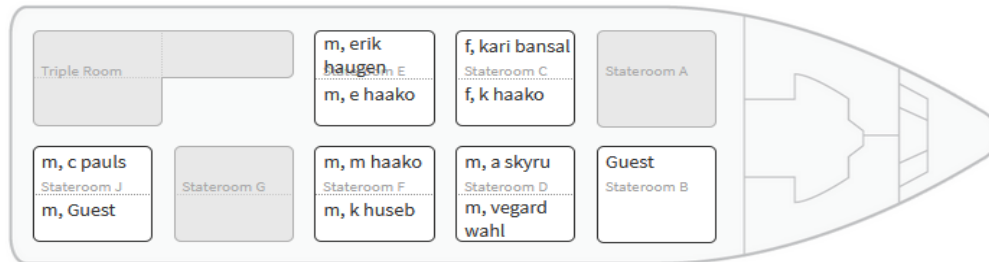 Triple Room
m, erik
haugen
Stateroom E
m, e haako
f, kari bansal
Stateroom C
f, k haako
Stateroom A
m, c pauls
Stateroom J
m, Guest
Stateroom G
m, m haako
Stateroom F
m, k huseb
m, a skyru
Stateroom D
m, vegard
wahl
Guest
Stateroom B